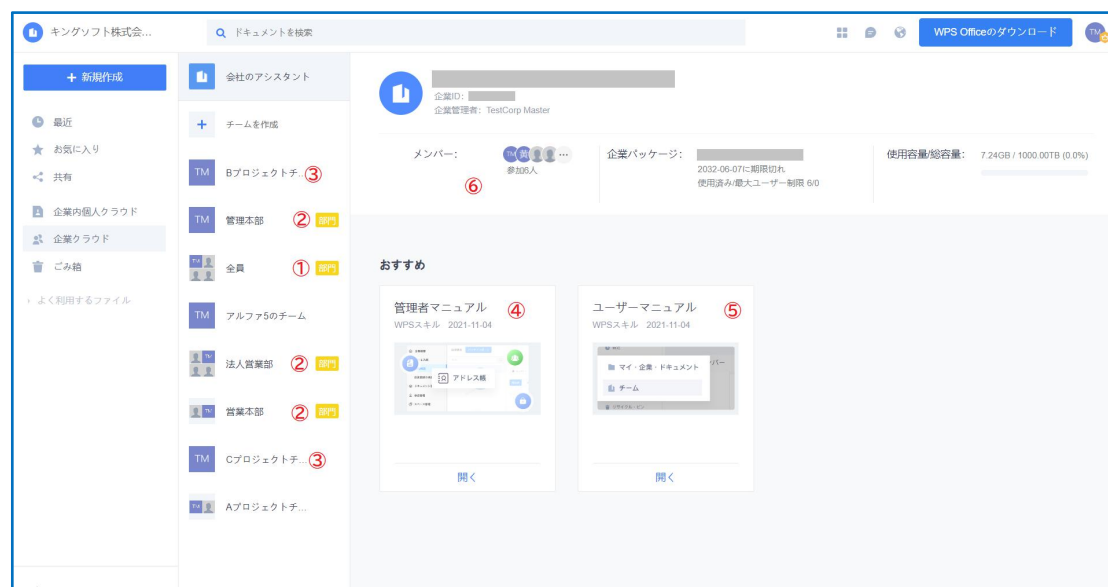 キングソフト株式会...
ドキュメントを検索
WPS Officeのダウンロード
TM
+ 新規作成
最近
お気に入り
共有
企業内個人クラウド
企業クラウド
ごみ箱
よく利用するファイル
会社のアシスタント
+ チームを作成
TM Bプロジェクトチ... ③
TM 管理本部 ② 部門
TM 全員 ① 部門
TM アルファ5のチーム
TM 法人営業部 ② 部門
TM 営業本部 ② 部門
TM Cプロジェクトチ... ③
TM Aプロジェクトチ...
企業ID:
企業管理者: TestCorp Master
メンバー:
TM 黄 ...
参加6人
⑥
企業パッケージ:
2032-06-07に期限切れ
使用済み/最大ユーザー制限 6/0
使用容量/総容量: 7.24GB / 1000.00TB (0.0%)
おすすめ
管理者マニュアル ④
WPSスキル 2021-11-04
アドレス帳
開く
ユーザーマニュアル ⑤
WPSスキル 2021-11-04
マイ・企業・ドキュメント
チーム
開く